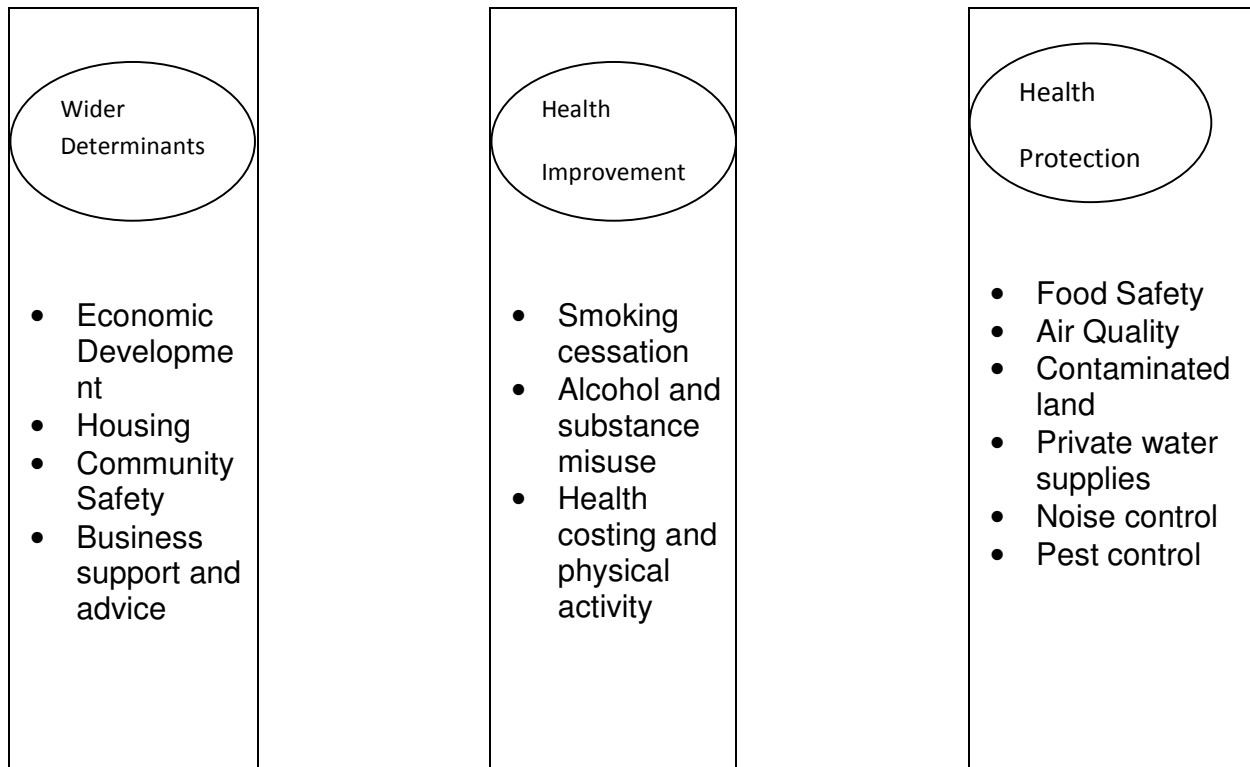 Wider
Determinants
• Economic
Developme
nt
• Housing
• Community
Safety
• Business
support and
advice
Health
Improvement
• Smoking
cessation
• Alcohol and
substance
misuse
• Health
costing and
physical
activity
Health
Protection
• Food Safety
• Air Quality
• Contaminated
land
• Private water
supplies
• Noise control
• Pest control